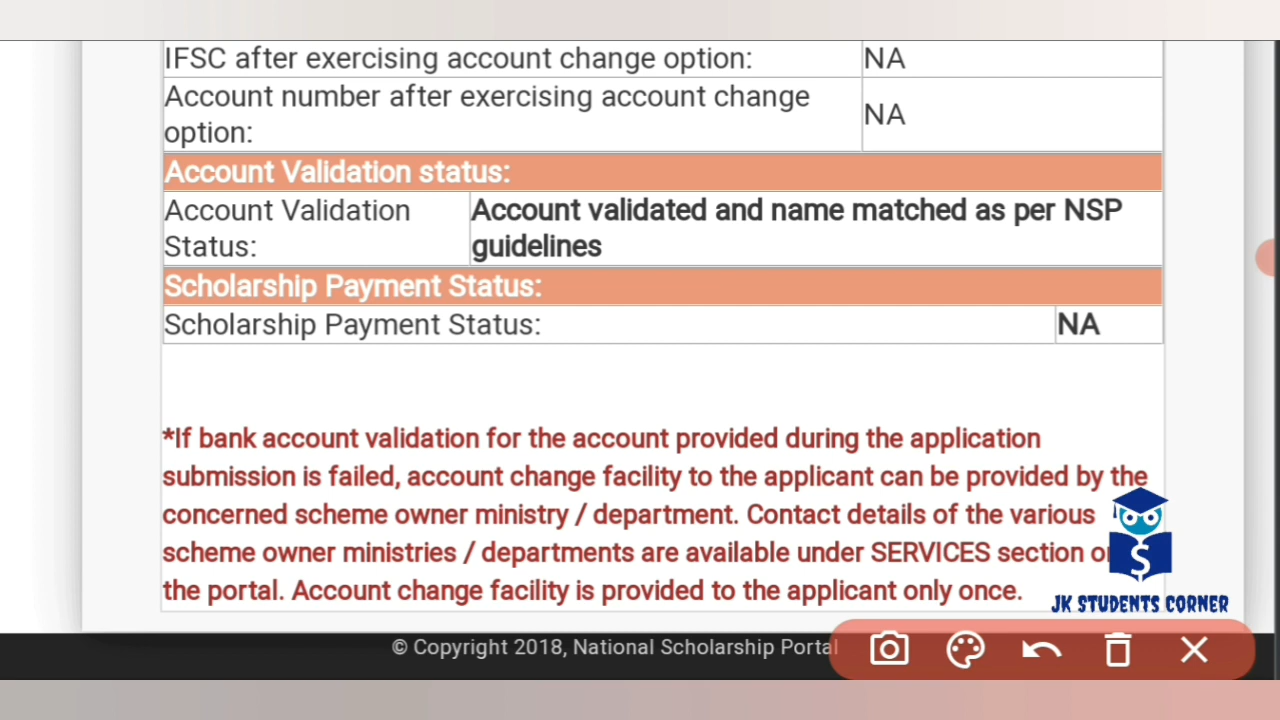 IFSC after exercising account change option: NA
Account number after exercising account change
option:
NA
Account Validation status:
Account Validation
Status:
Account validated and name matched as per NSP
guidelines
Scholarship Payment Status:
Scholarship Payment Status: NA
*If bank account validation for the account provided during the application
submission is failed, account change facility to the applicant can be provided by the
concerned scheme owner ministry / department. Contact details of the various
scheme owner ministries / departments are available under SERVICES section
the portal. Account change facility is provided to the applicant only once.
$
JK STUDENTS CORNER
© Copyright 2018, National Scholarship Portal